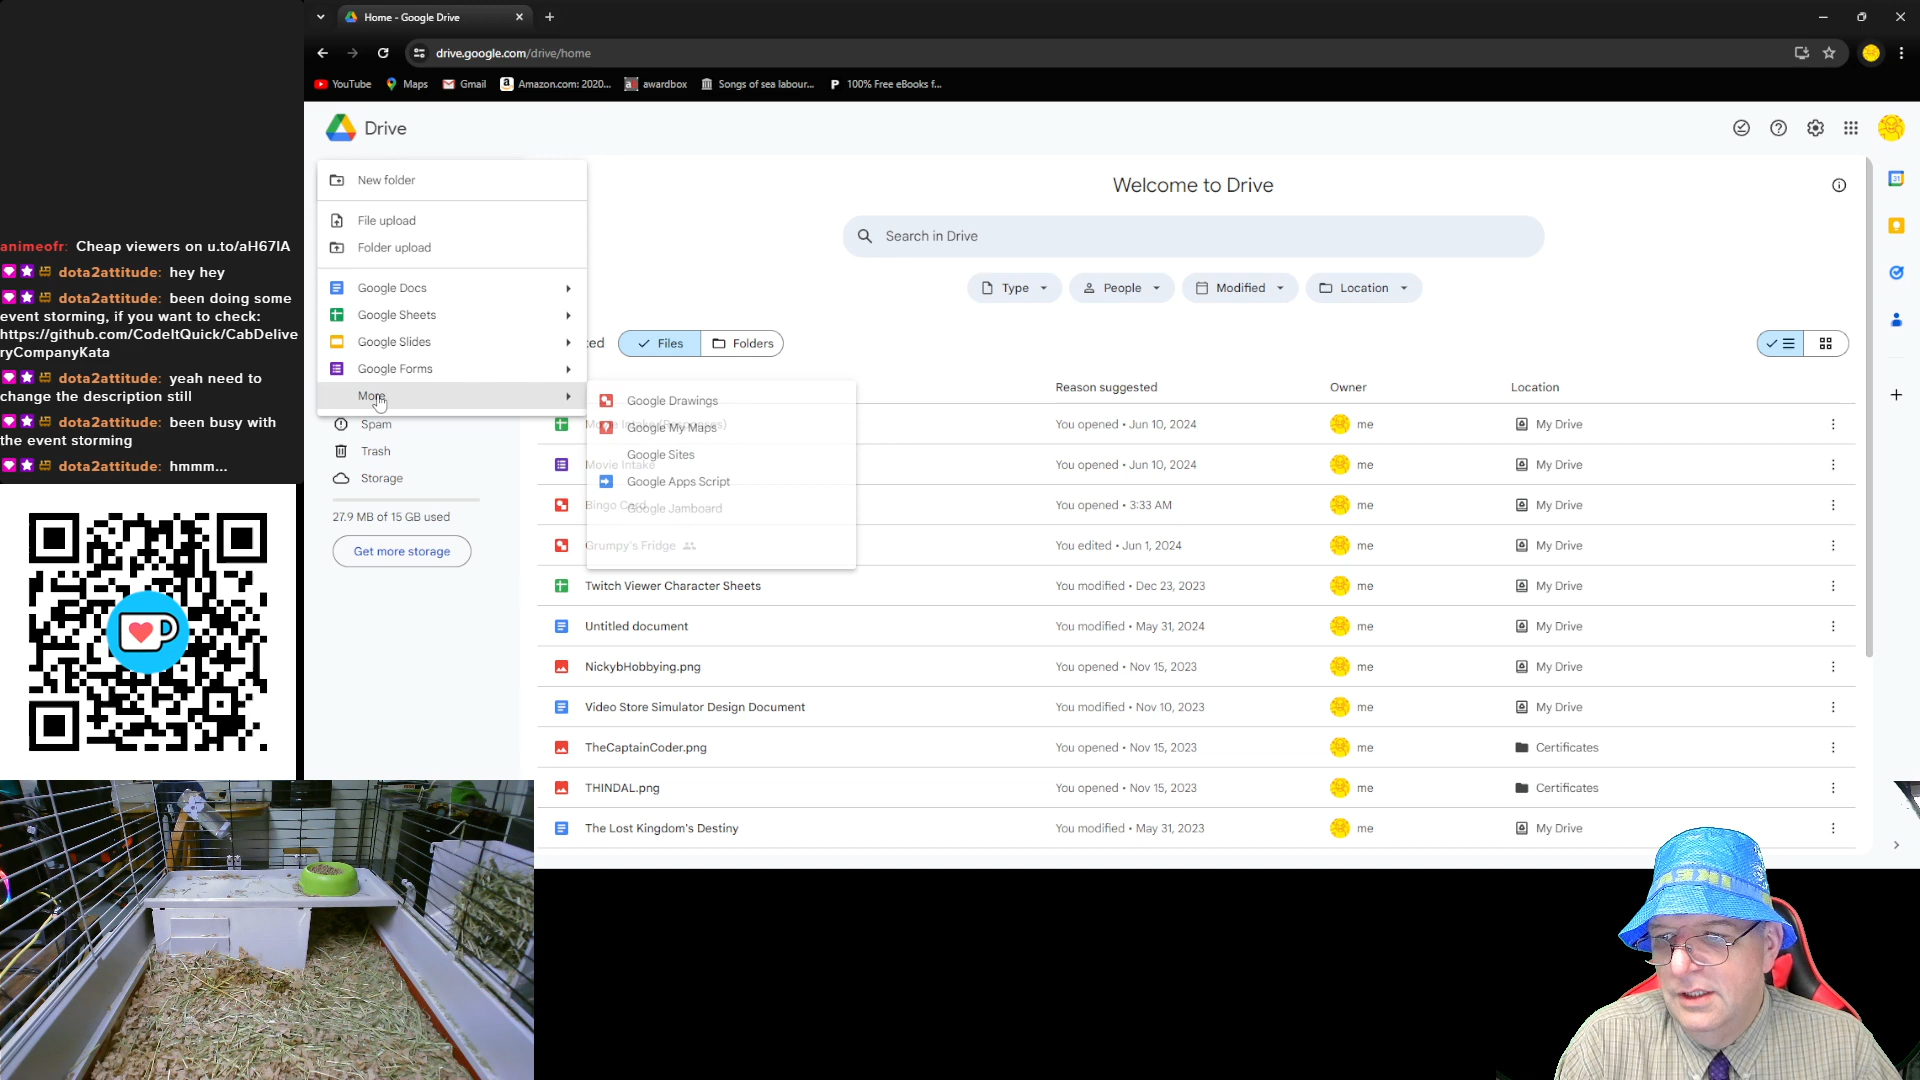 Home - Google Drive
drive.google.com/drive/home
YouTube
Maps
Gmail
Amazon.com: 2020...
awardbox
Songs of sea labour...
100% Free eBooks f...
Drive
New folder
File upload
Folder upload
Google Docs
Google Sheets
Google Slides
Google Forms
More
Google Drawings
Google My Maps
Google Sites
Google Apps Script
Google Jamboard
Spam
Trash
Storage
27.9 MB of 15 GB used
Get more storage
Welcome to Drive
Search in Drive
Type
People
Modified
Location
Files
Folders
Reason suggested
Owner
Location
You opened • Jun 10, 2024
me
My Drive
Movie Intake
You opened • Jun 10, 2024
me
My Drive
Bingo Card
You opened • 3:33 AM
me
My Drive
Grumpy's Fridge
You edited • Jun 1, 2024
me
My Drive
Twitch Viewer Character Sheets
You modified • Dec 23, 2023
me
My Drive
Untitled document
You modified • May 31, 2024
me
My Drive
NickybHobbying.png
You opened • Nov 15, 2023
me
My Drive
Video Store Simulator Design Document
You modified • Nov 10, 2023
me
My Drive
TheCaptainCoder.png
You opened • Nov 15, 2023
me
Certificates
THINDAL.png
You opened • Nov 15, 2023
me
Certificates
The Lost Kingdom's Destiny
You modified • May 31, 2023
me
My Drive
31
animeofr: Cheap viewers on u.to/aH67IA
dota2attitude: hey hey
dota2attitude: been doing some
event storming, if you want to check:
https://github.com/CodeItQuick/CabDelive
ryCompanyKata
dota2attitude: yeah need to
change the description still
dota2attitude: been busy with
the event storming
dota2attitude: hmmm...